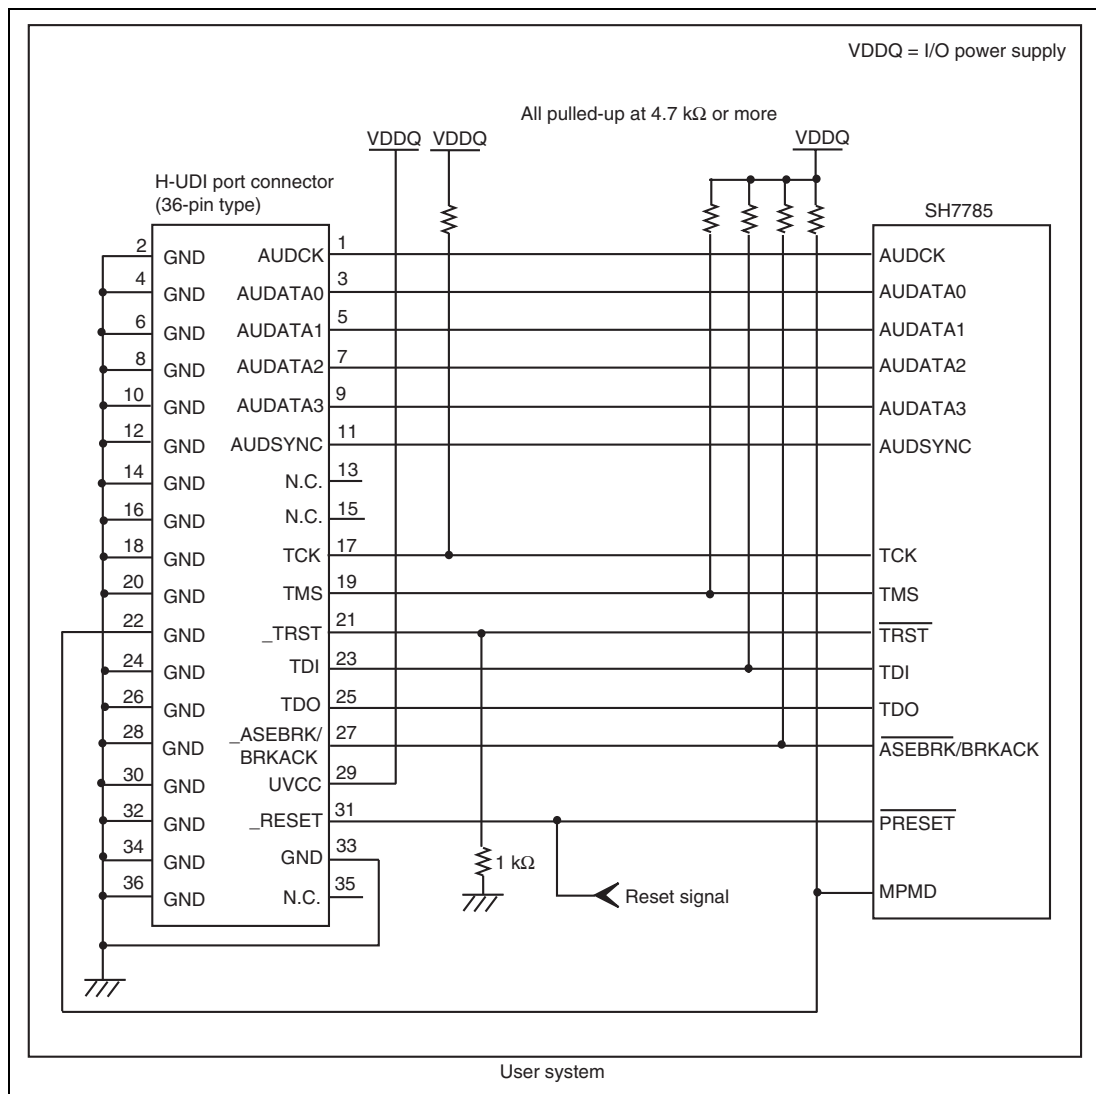 VDDQ = I/O power supply
All pulled-up at 4.7 kΩ or more
VDDQ VDDQ VDDQ
H-UDI port connector
(36-pin type)
SH7785
2 GND AUDCK 1 AUDCK
4 GND AUDATA0 3 AUDATA0
6 GND AUDATA1 5 AUDATA1
8 GND AUDATA2 7 AUDATA2
10 GND AUDATA3 9 AUDATA3
12 GND AUDSYNC 11 AUDSYNC
14 GND N.C. 13
16 GND N.C. 15
18 GND TCK 17 TCK
20 GND TMS 19 TMS
22 GND _TRST 21 TRST
24 GND TDI 23 TDI
26 GND TDO 25 TDO
28 GND _ASEBRK/ 27 ASEBRK/BRKACK
BRKACK
30 GND UVCC 29
32 GND _RESET 31 PRESET
34 GND GND 33
1 kΩ
36 GND N.C. 35
Reset signal
MPMD
User system